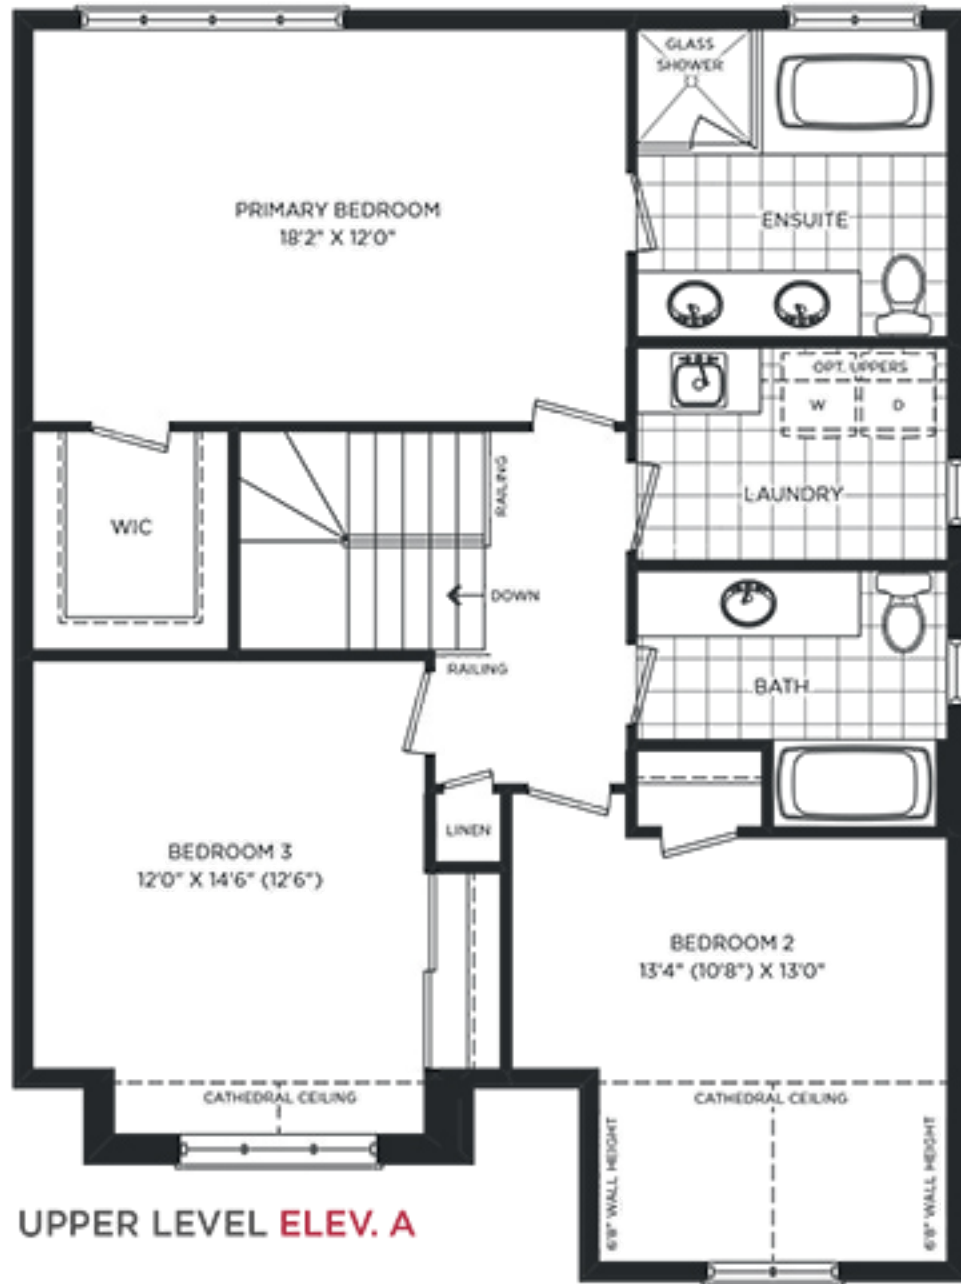 GLASS
SHOWER
PRIMARY BEDROOM
18'2" X 12'0"
ENSUITE
OPT. UPPERS
W
D
RAILING
LAUNDRY
WIC
DOWN
RAILING
BATH
LINEN
BEDROOM 3
12'0" X 14'6" (12'6")
BEDROOM 2
13'4" (10'8") X 13'0"
CATHEDRAL CEILING
CATHEDRAL CEILING
6'8" WALL HEIGHT
6'8" WALL HEIGHT
UPPER LEVEL ELEV. A